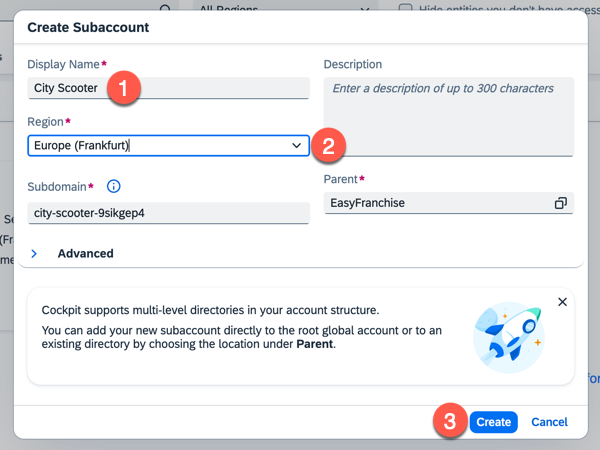 All Regions
Hide entities you don't have access
Create Subaccount
Display Name*
City Scooter
1
Region*
Europe (Frankfurt)
2
Subdomain*
city-scooter-9sikgep4
Description
Enter a description of up to 300 characters
Parent*
EasyFranchise
Advanced
Cockpit supports multi-level directories in your account structure.
You can add your new subaccount directly to the root global account or to an
existing directory by choosing the location under Parent.
3
Create
Cancel